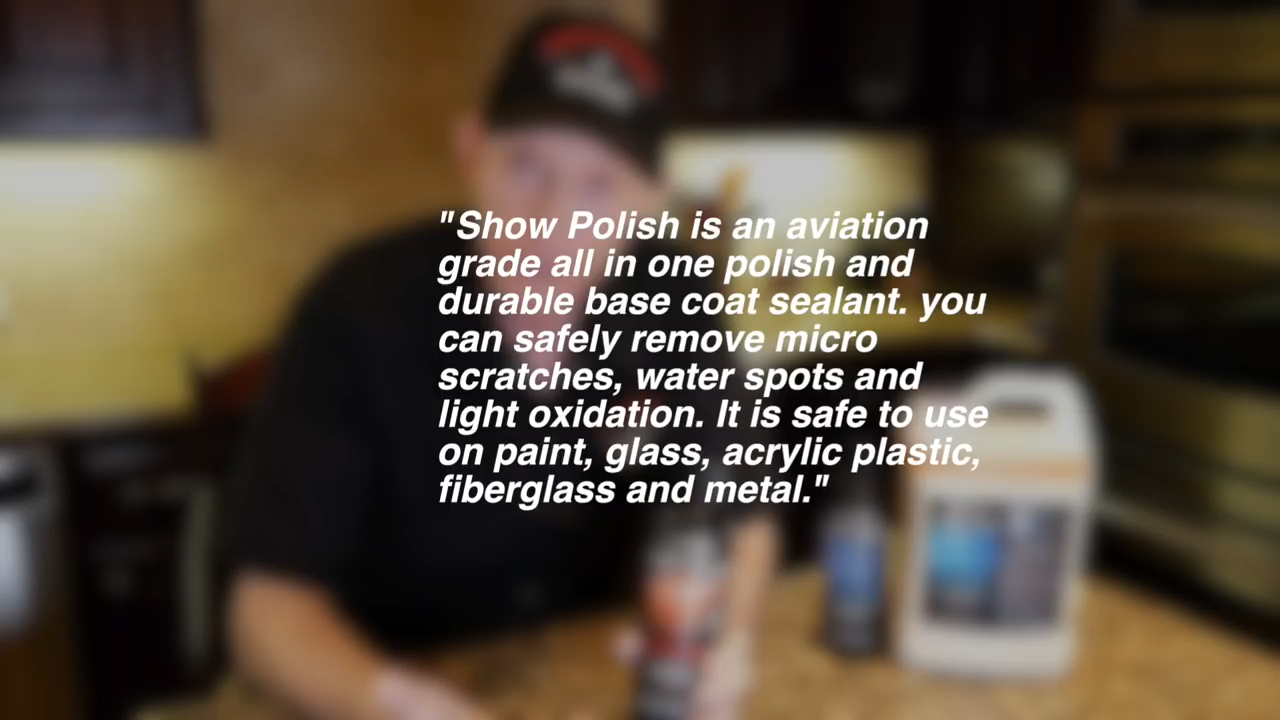 "Show Polish is an aviation
grade all in one polish and
durable base coat sealant. you
can safely remove micro
scratches, water spots and
light oxidation. It is safe to use
on paint, glass, acrylic plastic,
fiberglass and metal."